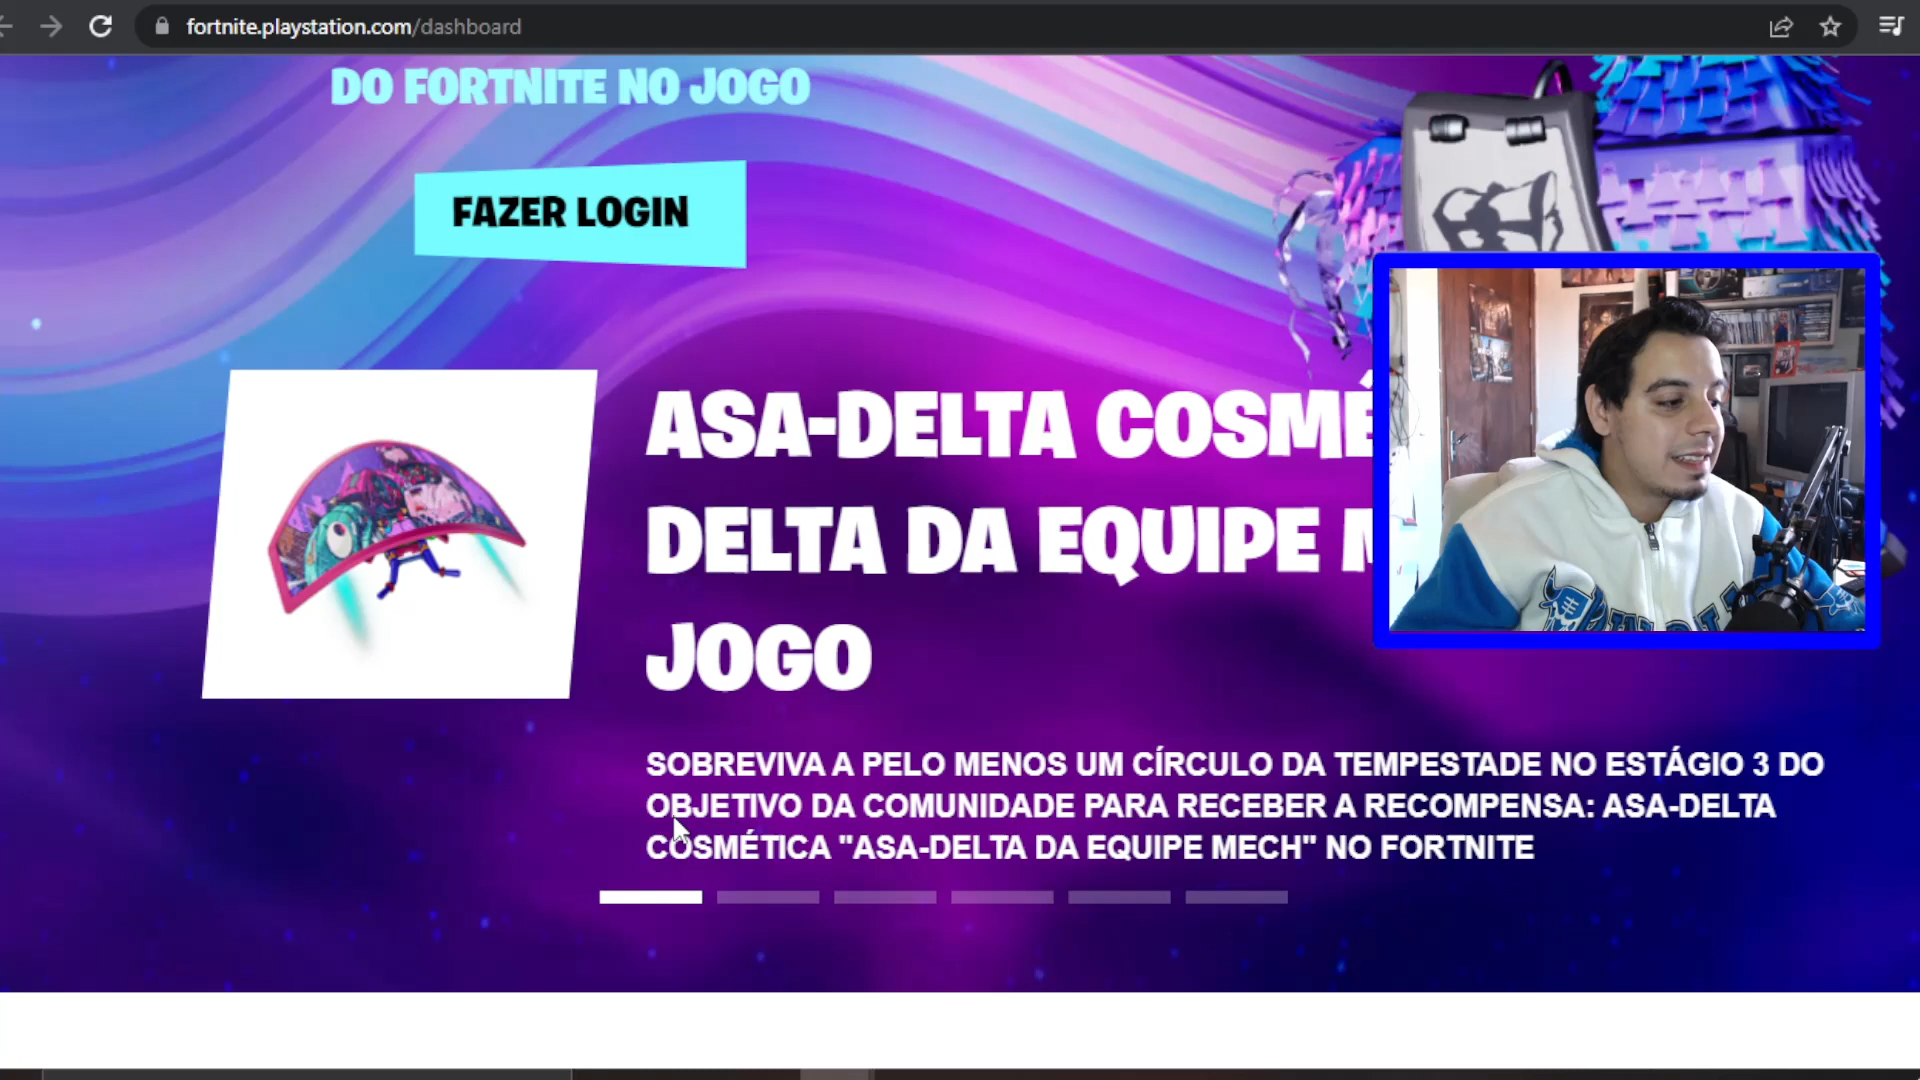 fortnite.playstation.com/dashboard
DO FORTNITE NO JOGO
FAZER LOGIN
ASA-DELTA COSMÉ
DELTA DA EQUIPE
JOGO
SOBREVIVA A PELO MENOS UM CÍRCULO DA TEMPESTADE NO ESTÁGIO 3 DO
OBJETIVO DA COMUNIDADE PARA RECEBER A RECOMPENSA: ASA-DELTA
COSMÉTICA "ASA-DELTA DA EQUIPE MECH" NO FORTNITE